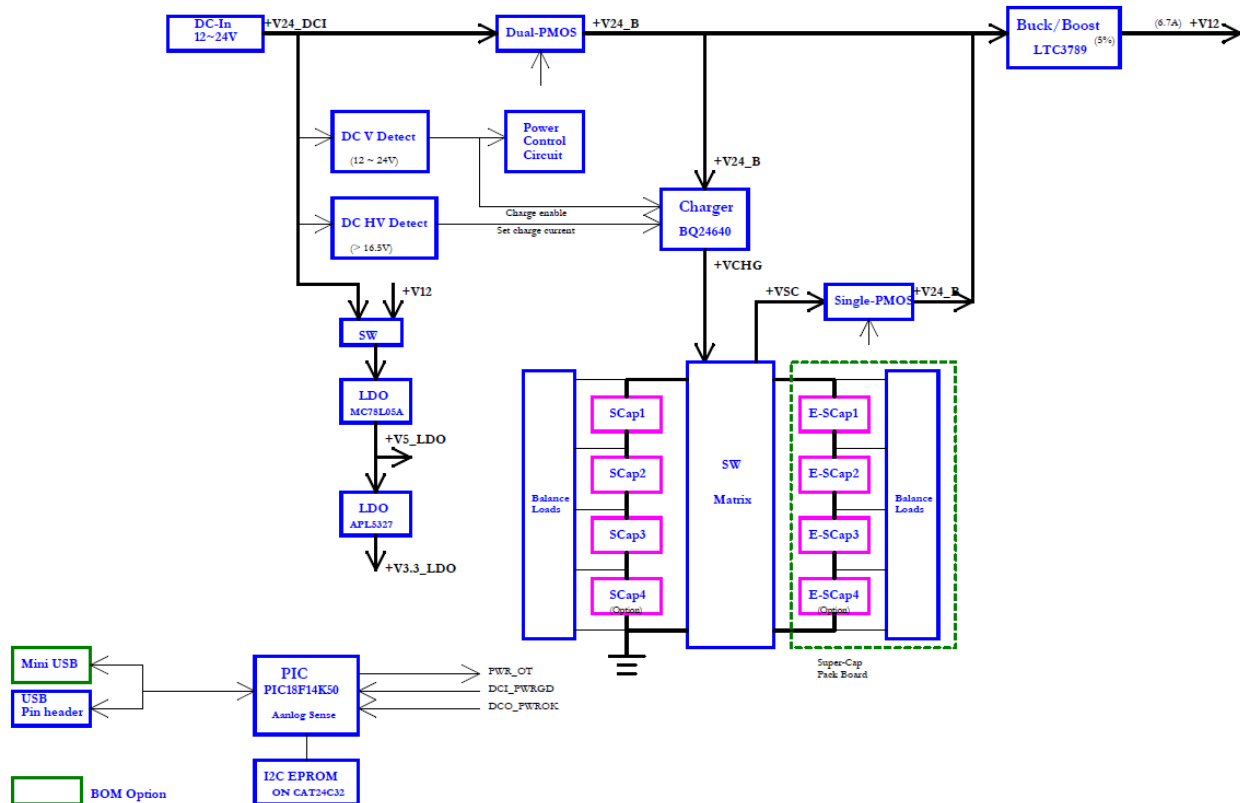 DC-In
12~24V
+V24_DCI
Dual-PMOS
+V24_B
Buck/Boost
(5%)
LTC3789
(6.7A)
+V12
DC V Detect
(12 ~ 24V)
Power
Control
Circuit
+V24_B
Charge enable
DC HV Detect
(> 16.5V)
Set charge current
Charger
BQ24640
+VCHG
+V12
SW
+VSC
Single-PMOS
+V24_B
LDO
MC78L05A
+V5_LDO
LDO
APL5327
+V3.3_LDO
Balance
Loads
SCap1
SCap2
SCap3
SCap4
(Option)
SW
Matrix
E-SCap1
E-SCap2
E-SCap3
E-SCap4
(Option)
Balance
Loads
Super-Cap
Pack Board
Mini USB
USB
Pin header
PIC
PIC18F14K50
Aanlog Sense
PWR_OT
DCI_PWRGD
DCO_PWROK
I2C EPROM
ON CAT24C32
BOM Option